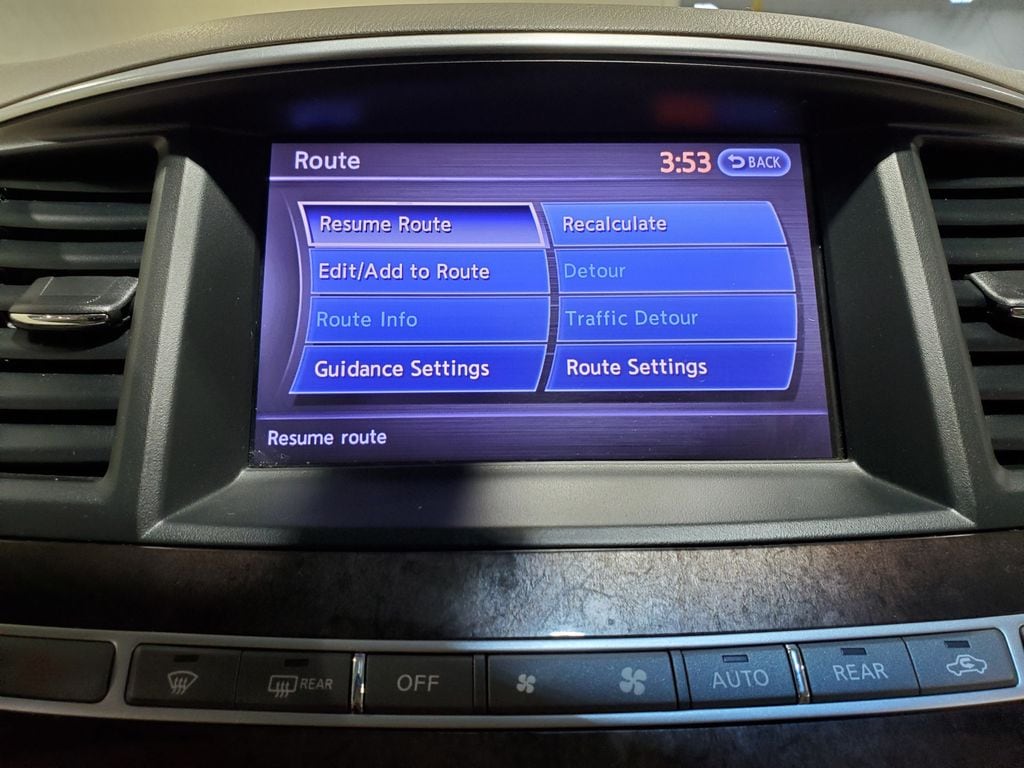 Route
3:53
BACK
Resume Route
Recalculate
Edit/Add to Route
Detour
Route Info
Traffic Detour
Guidance Settings
Route Settings
Resume route
REAR
OFF
AUTO
REAR